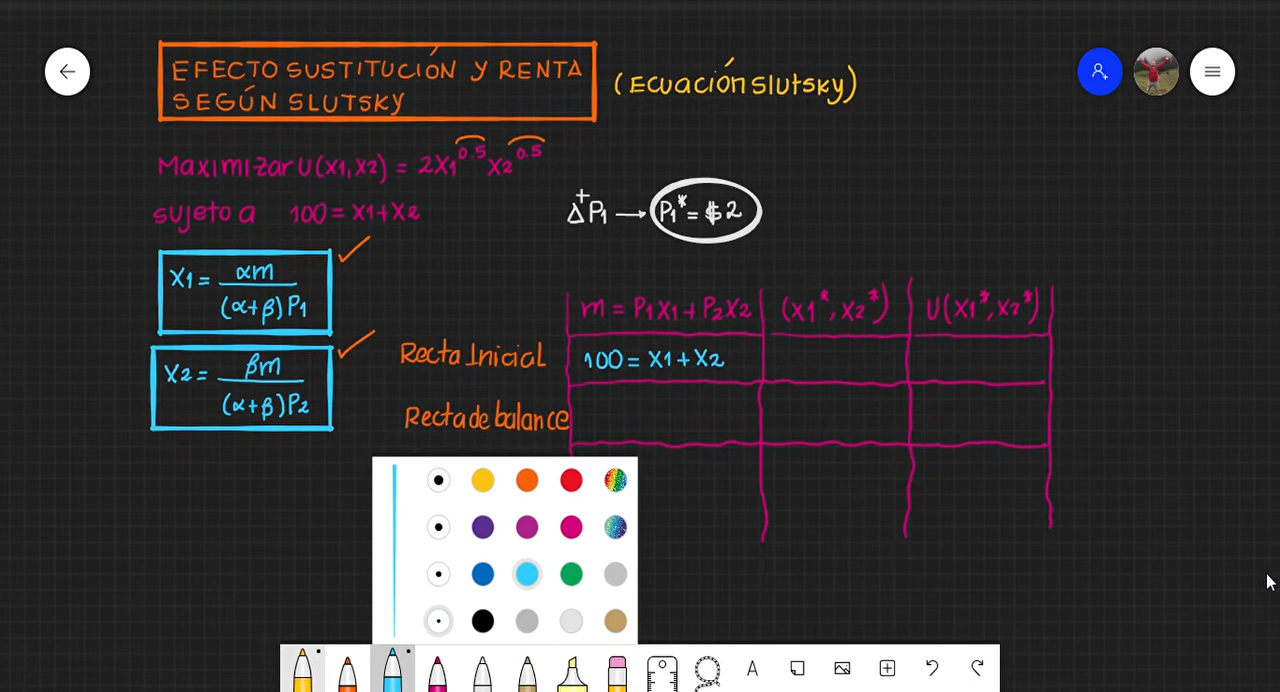 EFECTO SUSTITUCIÓN Y RENTA
SEGÚN SLUTSKY
(ECUACIÓN SLUTSKY)
Maximizar U(X1,X2) = 2X1^0.5 X2^0.5
sujeto a 100 = X1+X2
Δ+P1 → P1* = $2
X1 = αm / (α+β)P1
X2 = βm / (α+β)P2
m = P1X1 + P2X2 (X1*, X2*) U(X1*, X2*)
Recta Inicial 100 = X1 + X2
Recta de balance
A